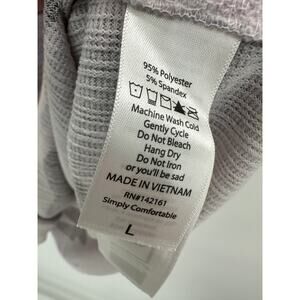 95% Polyester
5% Spandex
Machine Wash Cold
Gently Cycle
Do Not Bleach
Hang Dry
Do Not Iron
or you'll be sad
MADE IN VIETNAM
RN#142161
Simply Comfortable
L